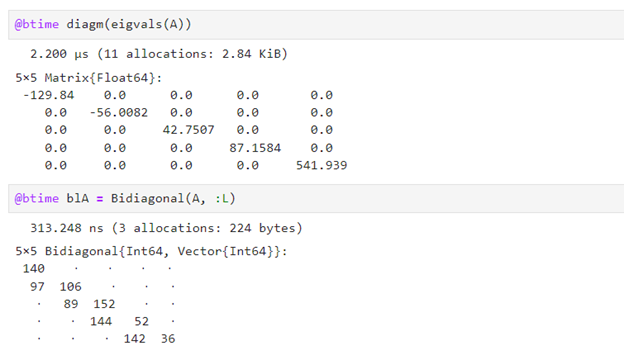 @btime diagm(eigvals(A))
2.200 μs (11 allocations: 2.84 KiB)
5×5 Matrix{Float64}:
-129.84 0.0 0.0 0.0 0.0
0.0 -56.0082 0.0 0.0 0.0
0.0 0.0 42.7507 0.0 0.0
0.0 0.0 0.0 87.1584 0.0
0.0 0.0 0.0 0.0 541.939
@btime blA = Bidiagonal(A, :L)
313.248 ns (3 allocations: 224 bytes)
5×5 Bidiagonal{Int64, Vector{Int64}}:
140 · · · ·
97 106 · · ·
· 89 152 · ·
· · 144 52 ·
· · · 142 36